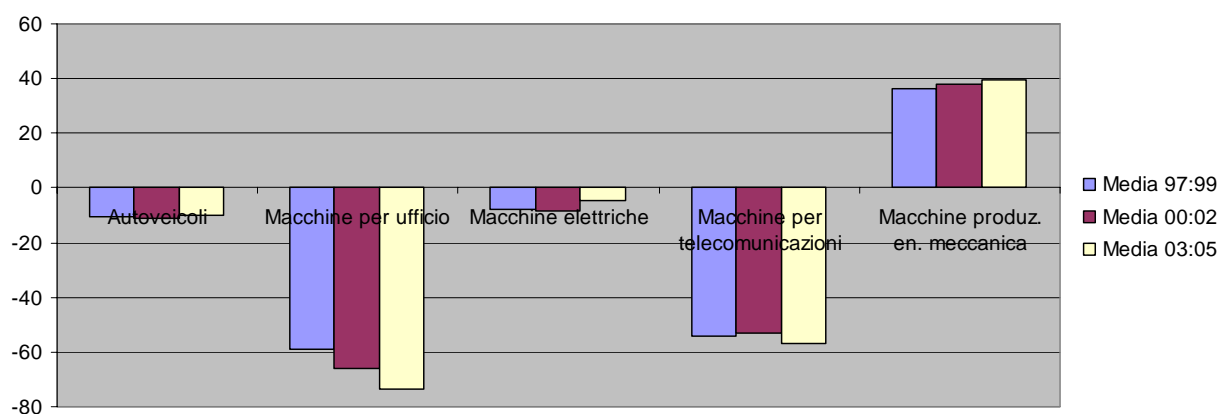 60
40
20
0
-20
-40
-60
-80
Autoveicoli
Macchine per ufficio
Macchine elettriche
Macchine per
telecomunicazioni
Macchine produz.
en. meccanica
Media 97:99
Media 00:02
Media 03:05